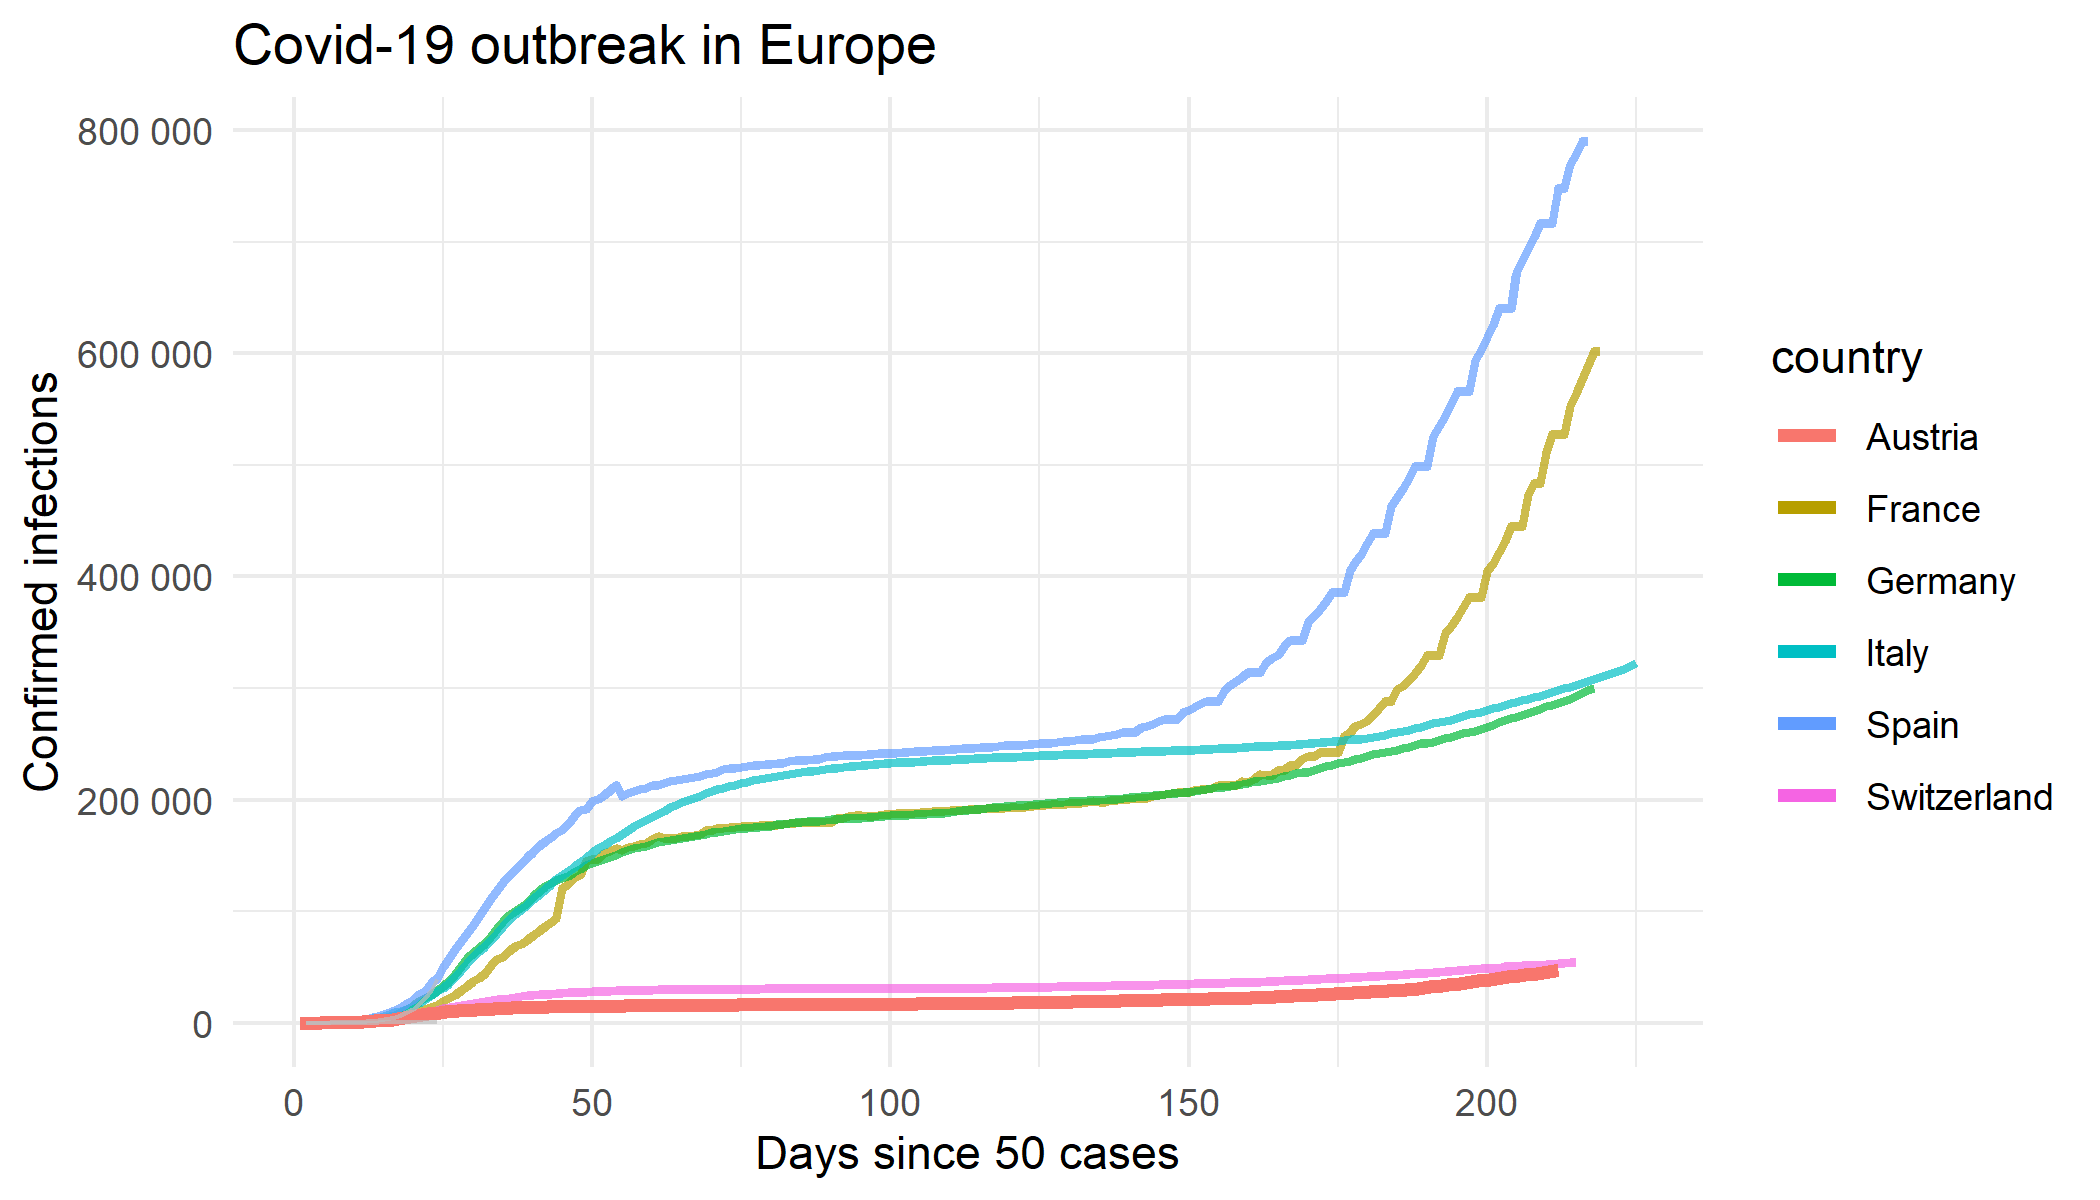 Covid-19 outbreak in Europe
Confirmed infections
800 000
600 000
400 000
200 000
0
0
50
100
150
200
Days since 50 cases
country
Austria
France
Germany
Italy
Spain
Switzerland